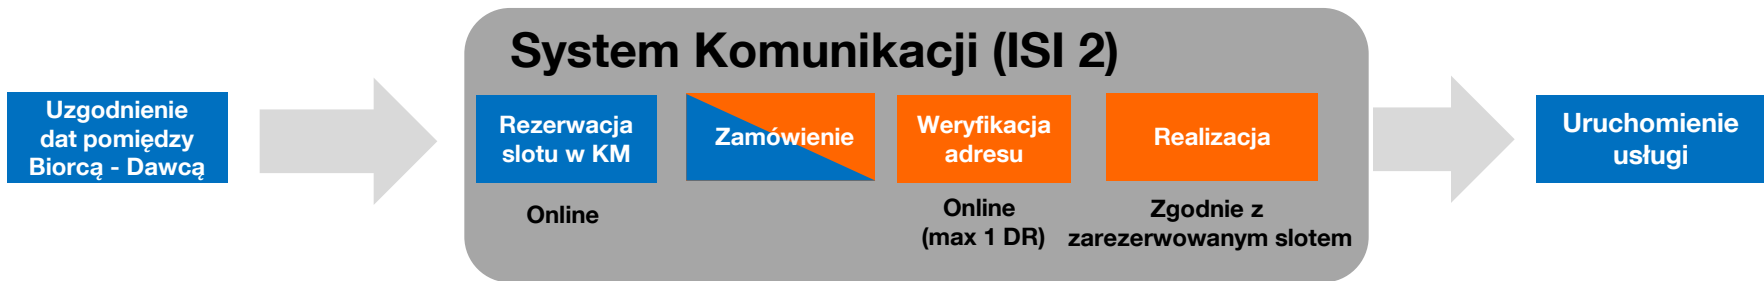 System Komunikacji (ISI 2)
Uzgodnienie
dat pomiędzy
Biorcą - Dawcą
Rezerwacja
slotu w KM
Online
Zamówienie
Weryfikacja
adresu
Online
(max 1 DR)
Realizacja
Zgodnie z
zarezerwowanym slotem
Uruchomienie
usługi